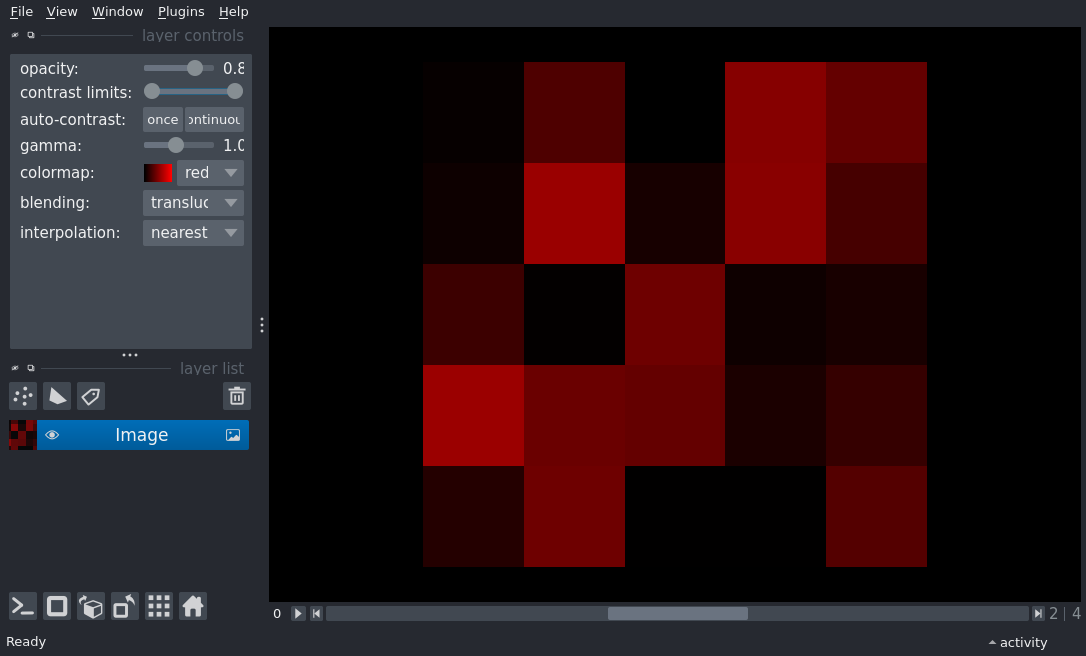 File View Window Plugins Help
layer controls
opacity: 0.8
contrast limits:
auto-contrast: once ontinuou
gamma: 1.0
colormap: red
blending: transluc
interpolation: nearest
layer list
Image
0 2 | 4
Ready activity